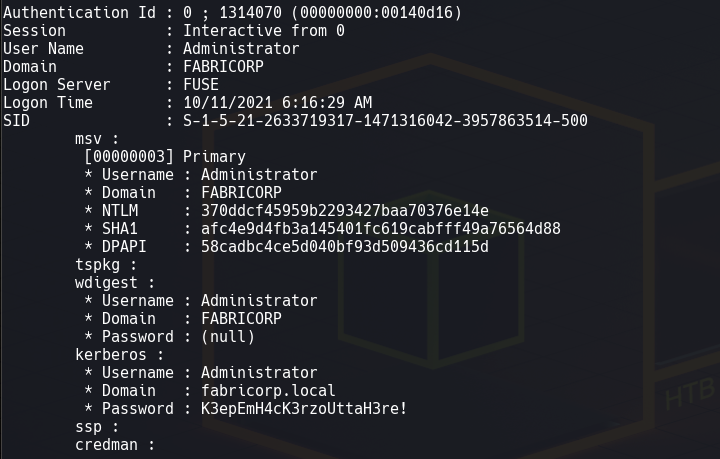 Authentication Id : 0 ; 1314070 (00000000:00140d16)
Session           : Interactive from 0
User Name         : Administrator
Domain            : FABRICORP
Logon Server      : FUSE
Logon Time        : 10/11/2021 6:16:29 AM
SID               : S-1-5-21-2633719317-1471316042-3957863514-500
        msv :
         [00000003] Primary
         * Username : Administrator
         * Domain   : FABRICORP
         * NTLM     : 370ddcf45959b2293427baa70376e14e
         * SHA1     : afc4e9d4fb3a145401fc619cabfff49a76564d88
         * DPAPI    : 58cadbc4ce5d040bf93d509436cd115d
        tspkg :
        wdigest :
         * Username : Administrator
         * Domain   : FABRICORP
         * Password : (null)
        kerberos :
         * Username : Administrator
         * Domain   : fabricorp.local
         * Password : K3epEmH4cK3rzoUttaH3re!
        ssp :
        credman :
HTB